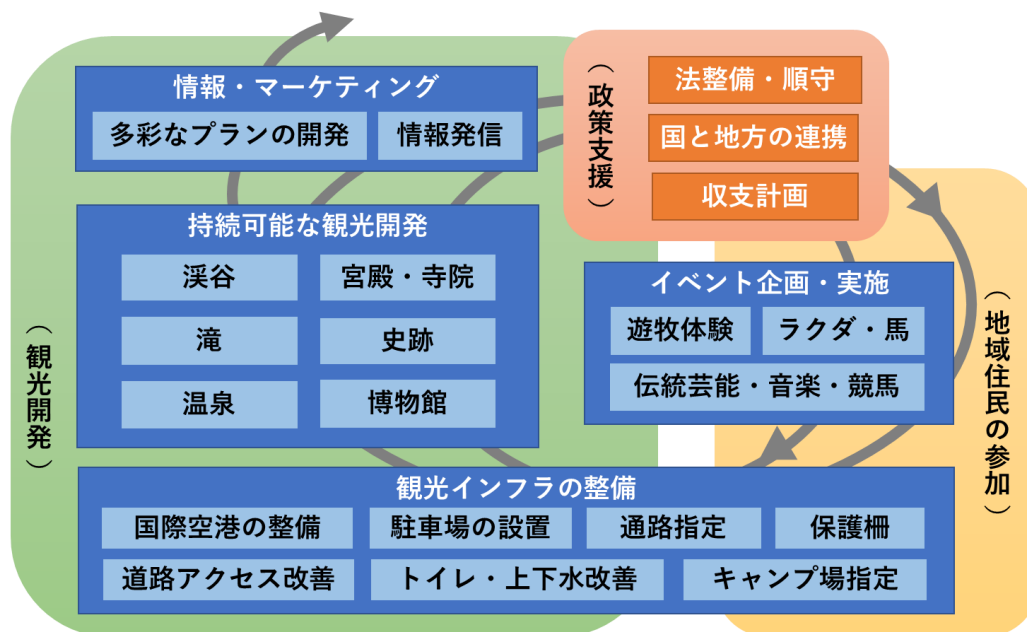 情報・マーケティング
多彩なプランの開発
情報発信
（政策支援）
法整備・順守
国と地方の連携
収支計画
持続可能な観光開発
渓谷
宮殿・寺院
滝
史跡
温泉
博物館
（観光開発）
イベント企画・実施
遊牧体験
ラクダ・馬
伝統芸能・音楽・競馬
（地域住民の参加）
観光インフラの整備
国際空港の整備
駐車場の設置
通路指定
保護柵
道路アクセス改善
トイレ・上下水改善
キャンプ場指定